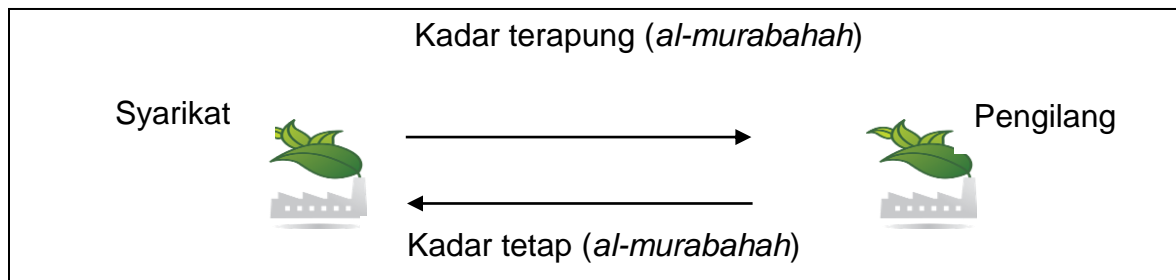 Kadar terapung (al-murabahah)
Syarikat
Pengilang
Kadar tetap (al-murabahah)